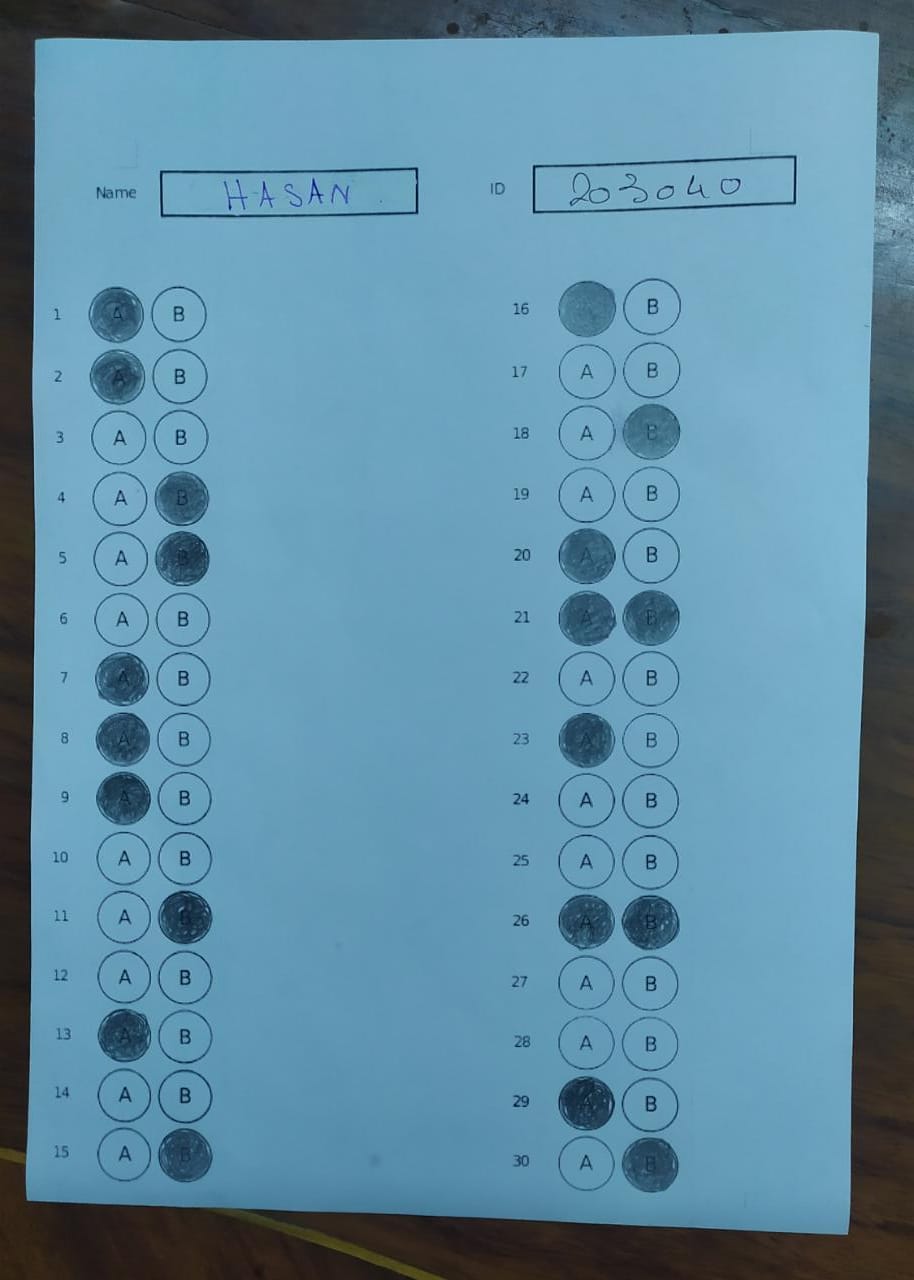 Name HASAN ID 203040
1 A B 16 B
2 A B 17 A B
3 A B 18 A B
4 A B 19 A B
5 A B 20 A B
6 A B 21 A B
7 A B 22 A B
8 A B 23 A B
9 A B 24 A B
10 A B 25 A B
11 A B 26 A B
12 A B 27 A B
13 A B 28 A B
14 A B 29 A B
15 A B 30 A B